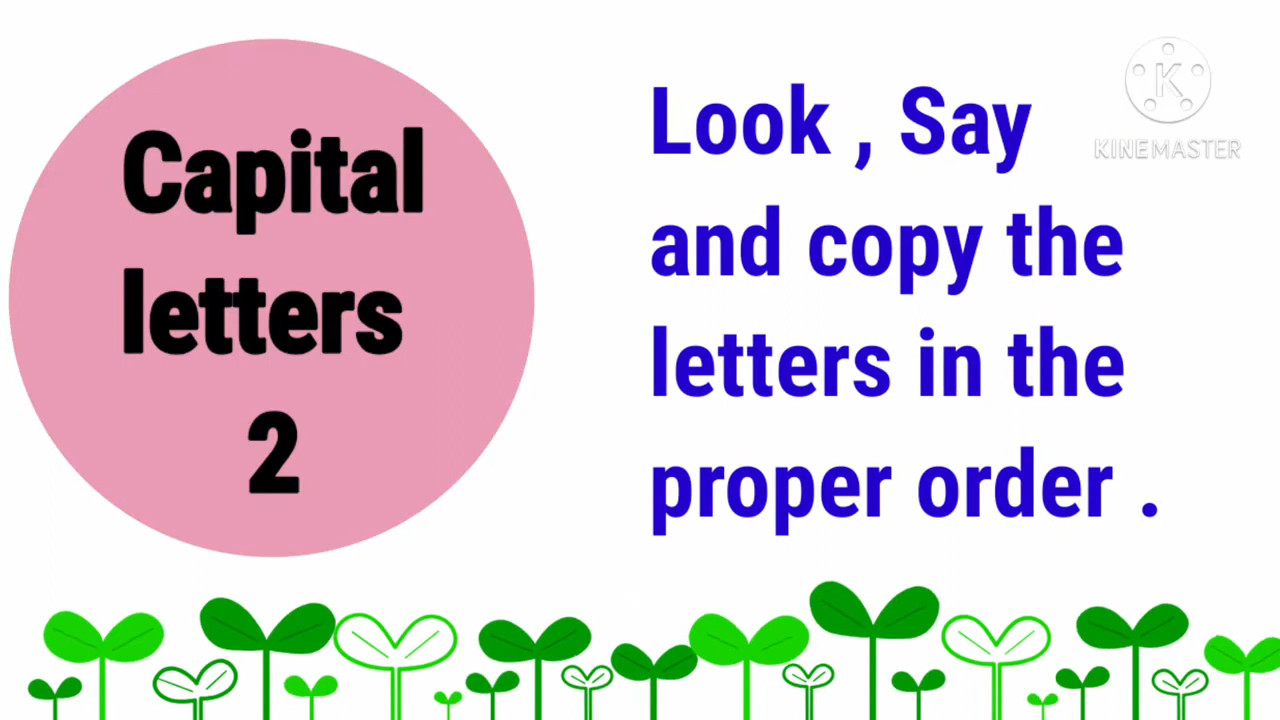 Capital
letters
2
Look , Say
and copy the
letters in the
proper order .
K
KINEMASTER